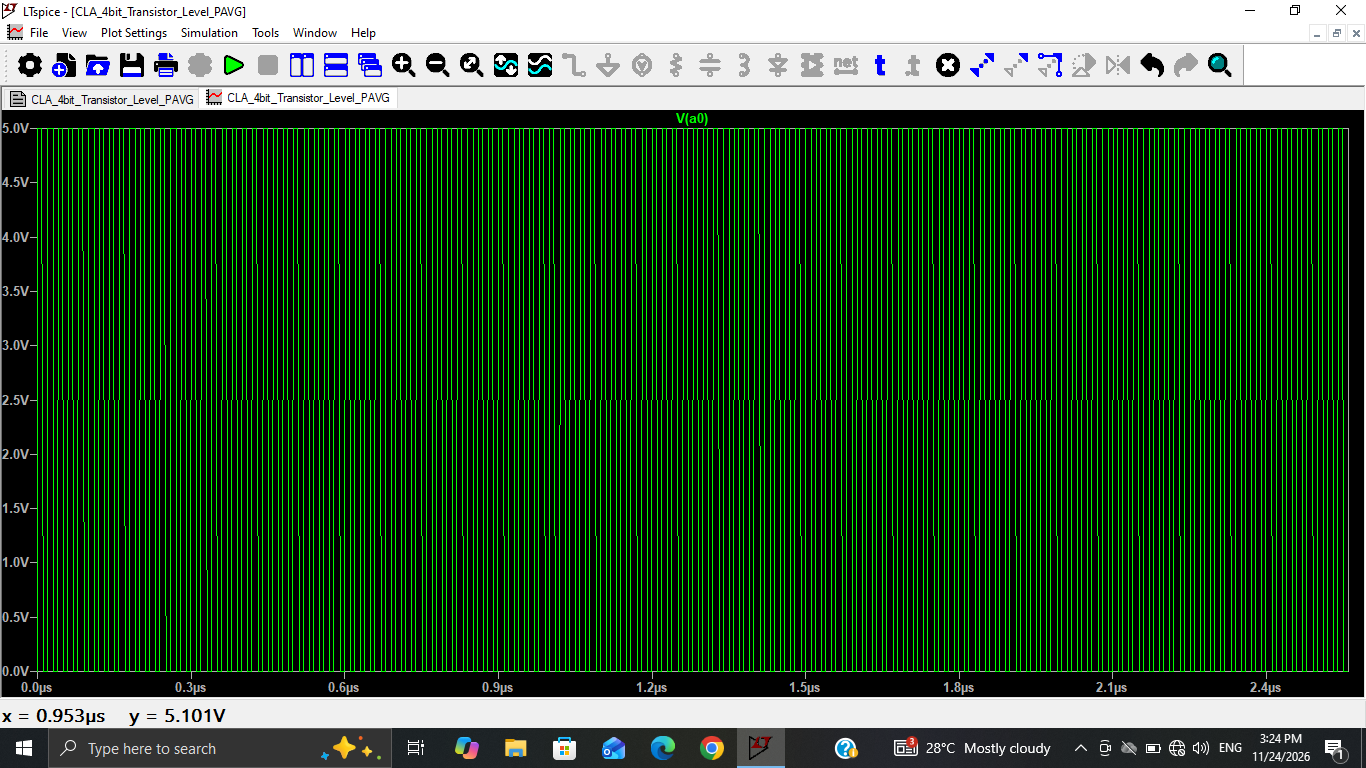 LTspice - [CLA_4bit_Transistor_Level_PAVG]
File View Plot Settings Simulation Tools Window Help
net t t
CLA_4bit_Transistor_Level_PAVG CLA_4bit_Transistor_Level_PAVG
V(a0)
5.0V
4.5V
4.0V
3.5V
3.0V
2.5V
2.0V
1.5V
1.0V
0.5V
0.0V
0.0µs 0.3µs 0.6µs 0.9µs 1.2µs 1.5µs 1.8µs 2.1µs 2.4µs
x = 0.953µs y = 5.101V
Type here to search 3 28°C Mostly cloudy ENG 3:24 PM 1
11/24/2026